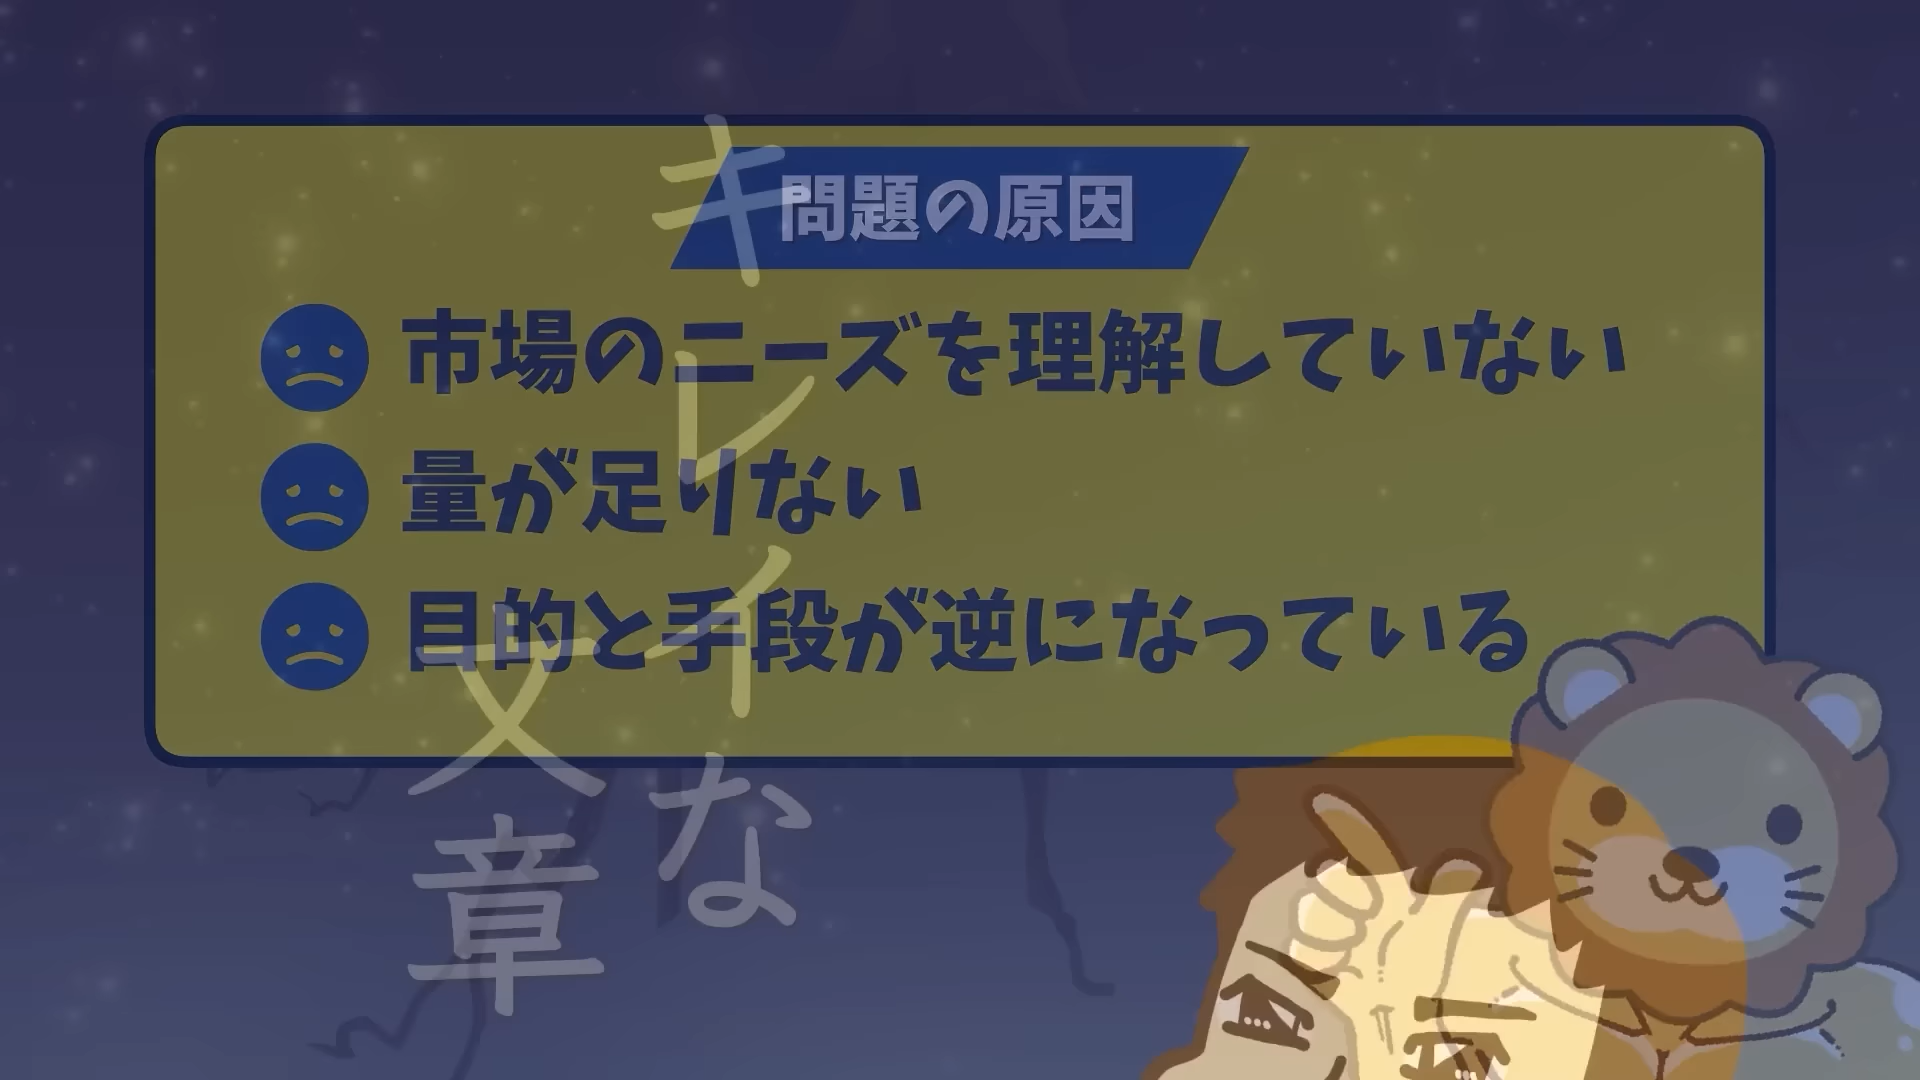 問題の原因
市場のニーズを理解していない
量が足りない
目的と手段が逆になっている
キレイな
文章